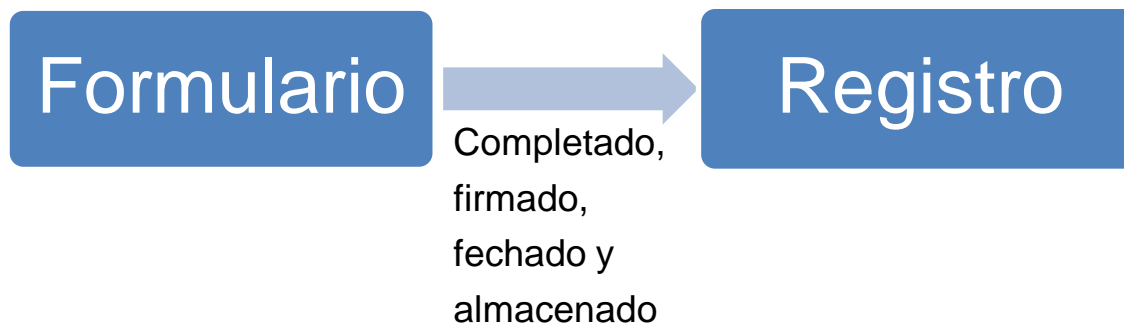 Formulario
Completado,
firmado,
fechado y
almacenado
Registro